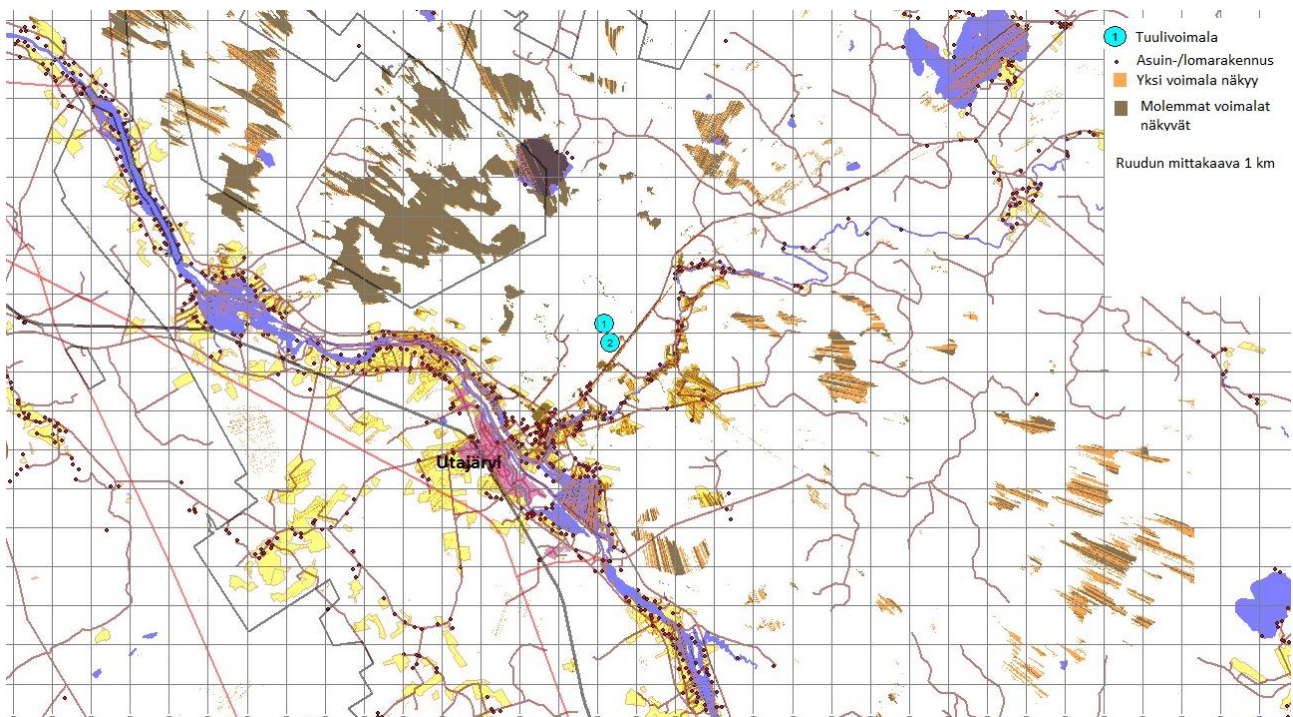 1 Tuulivoimala
Asuin-/lomarakennus
Yksi voimala näkyy
Molemmat voimalat
näkyvät
Ruudun mittakaava 1 km
1
2
Utajärvi